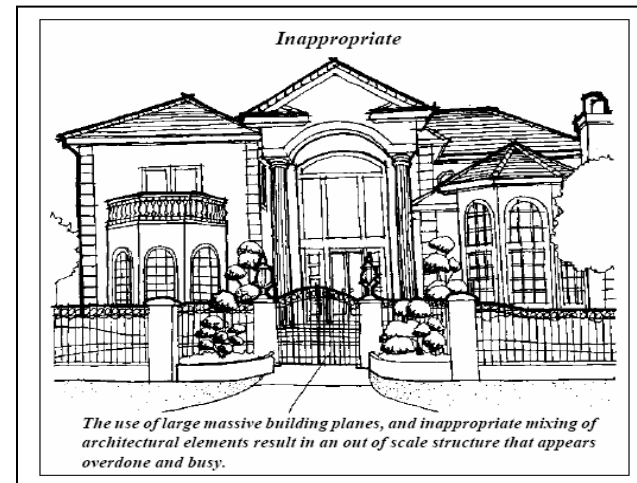 Inappropriate
The use of large massive building planes, and inappropriate mixing of
architectural elements result in an out of scale structure that appears
overdone and busy.